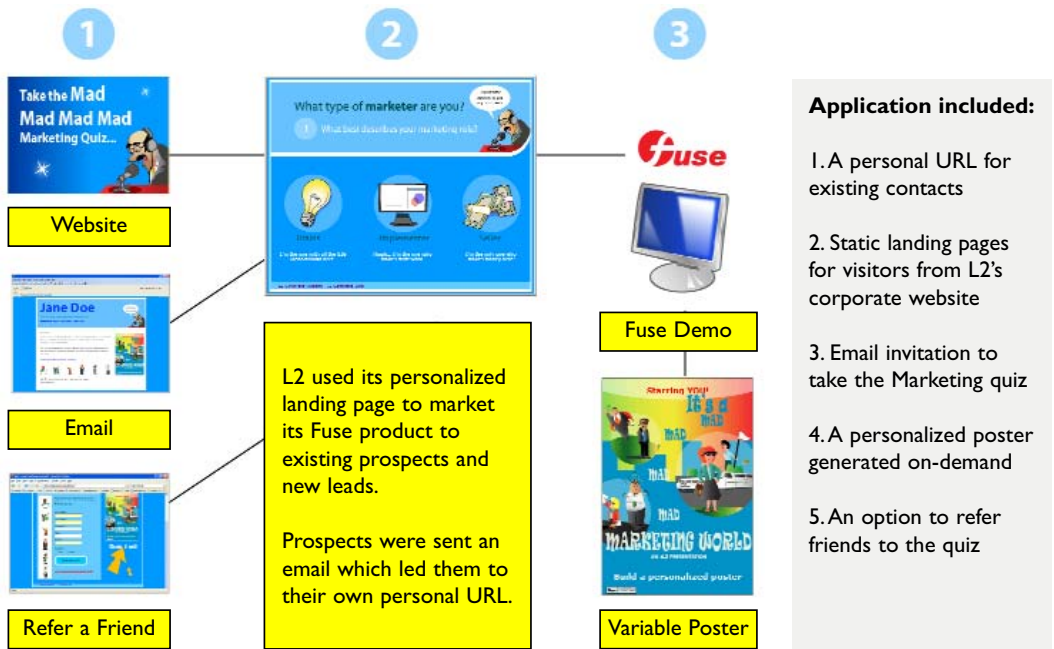 1
2
3
Take the Mad
Mad Mad Mad
Marketing Quiz...
Website
Jane Doe
Email
Refer a Friend
What type of marketer are you?
1 What best describes your marketing role?
L2 used its personalized
landing page to market
its Fuse product to
existing prospects and
new leads.
Prospects were sent an
email which led them to
their own personal URL.
fuse
Fuse Demo
Starring YOU!
It's a
MAD
MAD
MAD
MAD
MARKETING WORLD
AN L2 PRESENTATION
Build a personalized poster
Variable Poster
Application included:
1. A personal URL for
existing contacts
2. Static landing pages
for visitors from L2's
corporate website
3. Email invitation to
take the Marketing quiz
4. A personalized poster
generated on-demand
5. An option to refer
friends to the quiz